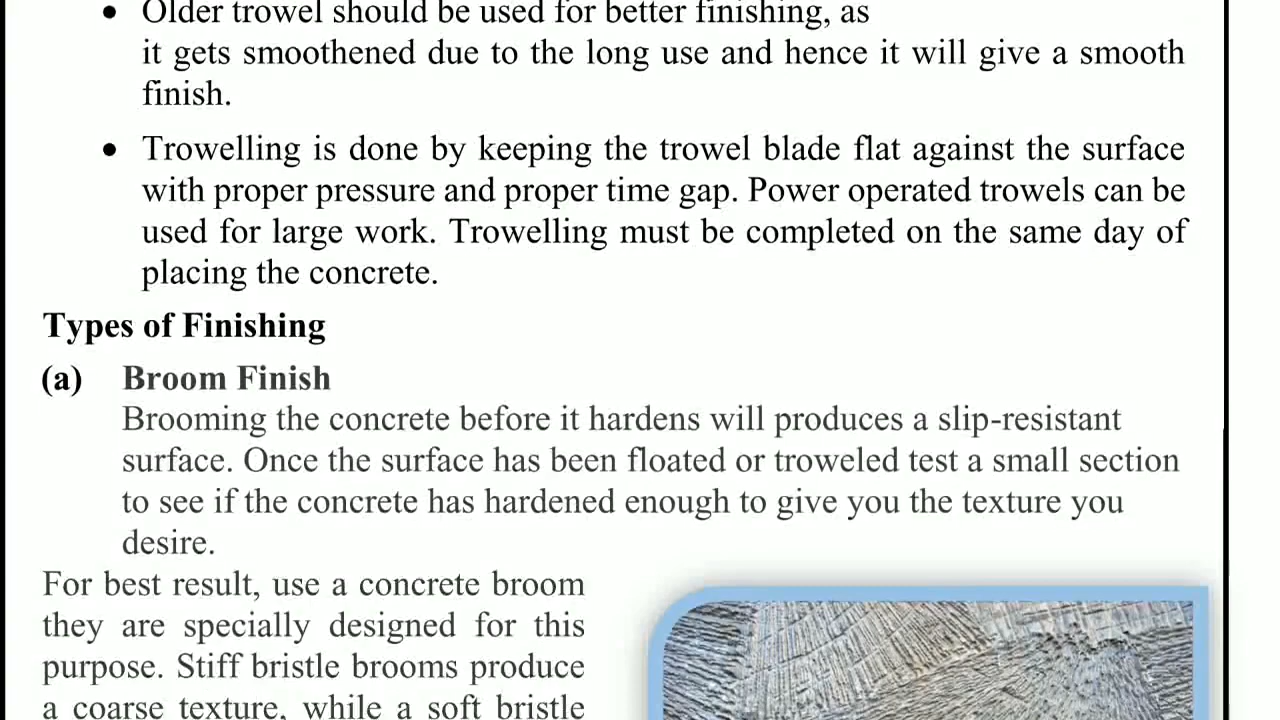 • Older trowel should be used for better finishing, as
it gets smoothened due to the long use and hence it will give a smooth
finish.
• Trowelling is done by keeping the trowel blade flat against the surface
with proper pressure and proper time gap. Power operated trowels can be
used for large work. Trowelling must be completed on the same day of
placing the concrete.
Types of Finishing
(a) Broom Finish
Brooming the concrete before it hardens will produces a slip-resistant
surface. Once the surface has been floated or troweled test a small section
to see if the concrete has hardened enough to give you the texture you
desire.
For best result, use a concrete broom
they are specially designed for this
purpose. Stiff bristle brooms produce
a coarse texture, while a soft bristle